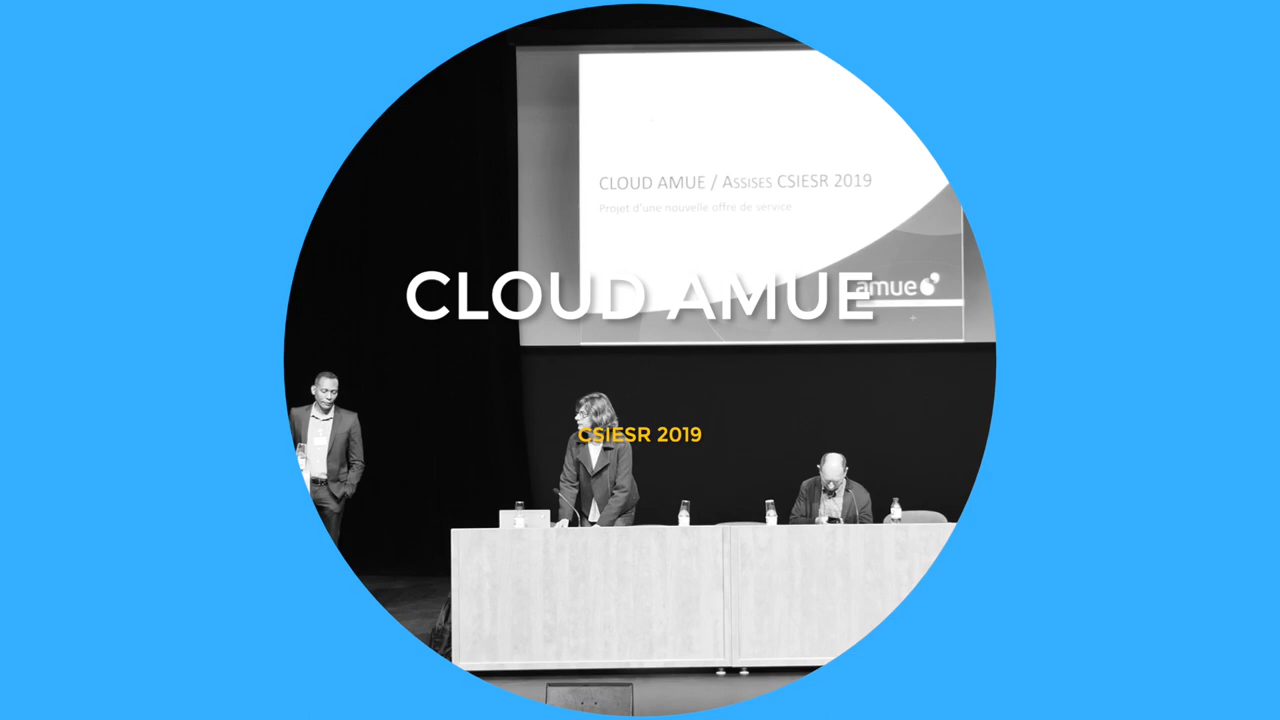 CLOUD AMUE / ASSISES CSIESR 2019
Projet d'une nouvelle offre de service
CLOUD AMUE
amue
CSIESR 2019